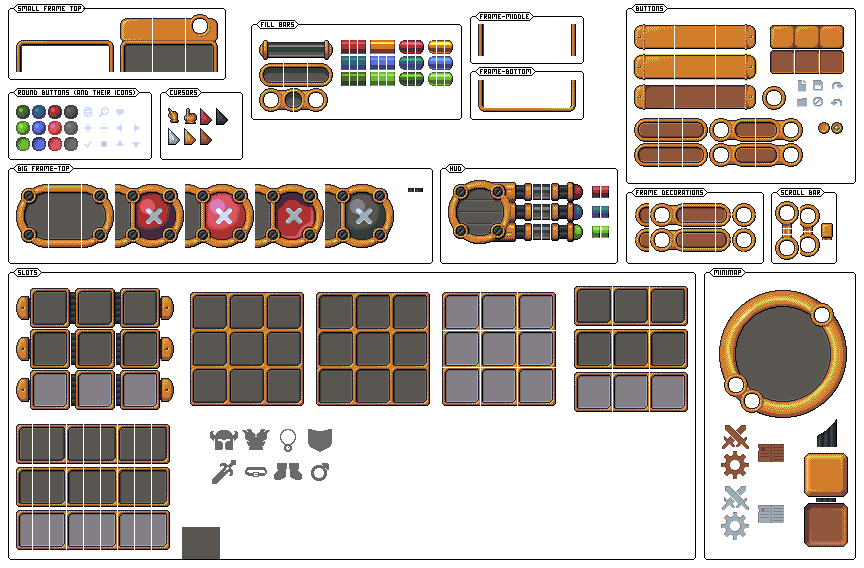 SMALL FRAME TOP
FILL BARS
FRAME-MIDDLE
BUTTONS
FRAME-BOTTOM
ROUND BUTTONS (AND THEIR ICONS)
CURSORS
BIG FRAME-TOP
HUD
FRAME DECORATIONS
SCROLL BAR
SLOTS
MINIMAP